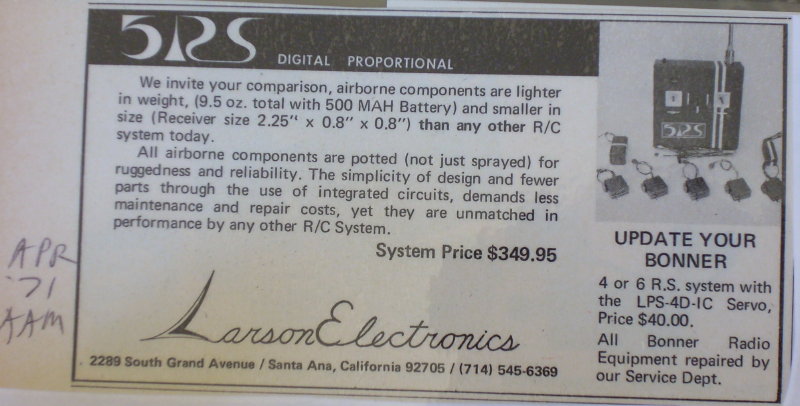 5RS
DIGITAL PROPORTIONAL
We invite your comparison, airborne components are lighter
in weight, (9.5 oz. total with 500 MAH Battery) and smaller in
size (Receiver size 2.25" x 0.8" x 0.8") than any other R/C
system today.
All airborne components are potted (not just sprayed) for
ruggedness and reliability. The simplicity of design and fewer
parts through the use of integrated circuits, demands less
maintenance and repair costs, yet they are unmatched in
performance by any other R/C System.
System Price $349.95
Larson Electronics
2289 South Grand Avenue / Santa Ana, California 92705 / (714) 545-6369
5RS
UPDATE YOUR
BONNER
4 or 6 R.S. system with
the LPS-4D-IC Servo,
Price $40.00.
All Bonner Radio
Equipment repaired by
our Service Dept.
APR
'71
AAM